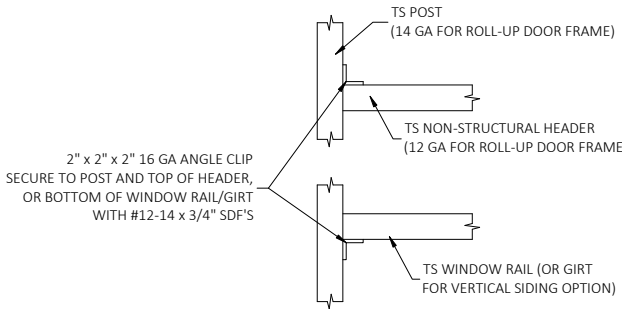 TS POST
(14 GA FOR ROLL-UP DOOR FRAME)
TS NON-STRUCTURAL HEADER
(12 GA FOR ROLL-UP DOOR FRAME
2" x 2" x 2" 16 GA ANGLE CLIP
SECURE TO POST AND TOP OF HEADER,
OR BOTTOM OF WINDOW RAIL/GIRT
WITH #12-14 x 3/4" SDF'S
TS WINDOW RAIL (OR GIRT
FOR VERTICAL SIDING OPTION)